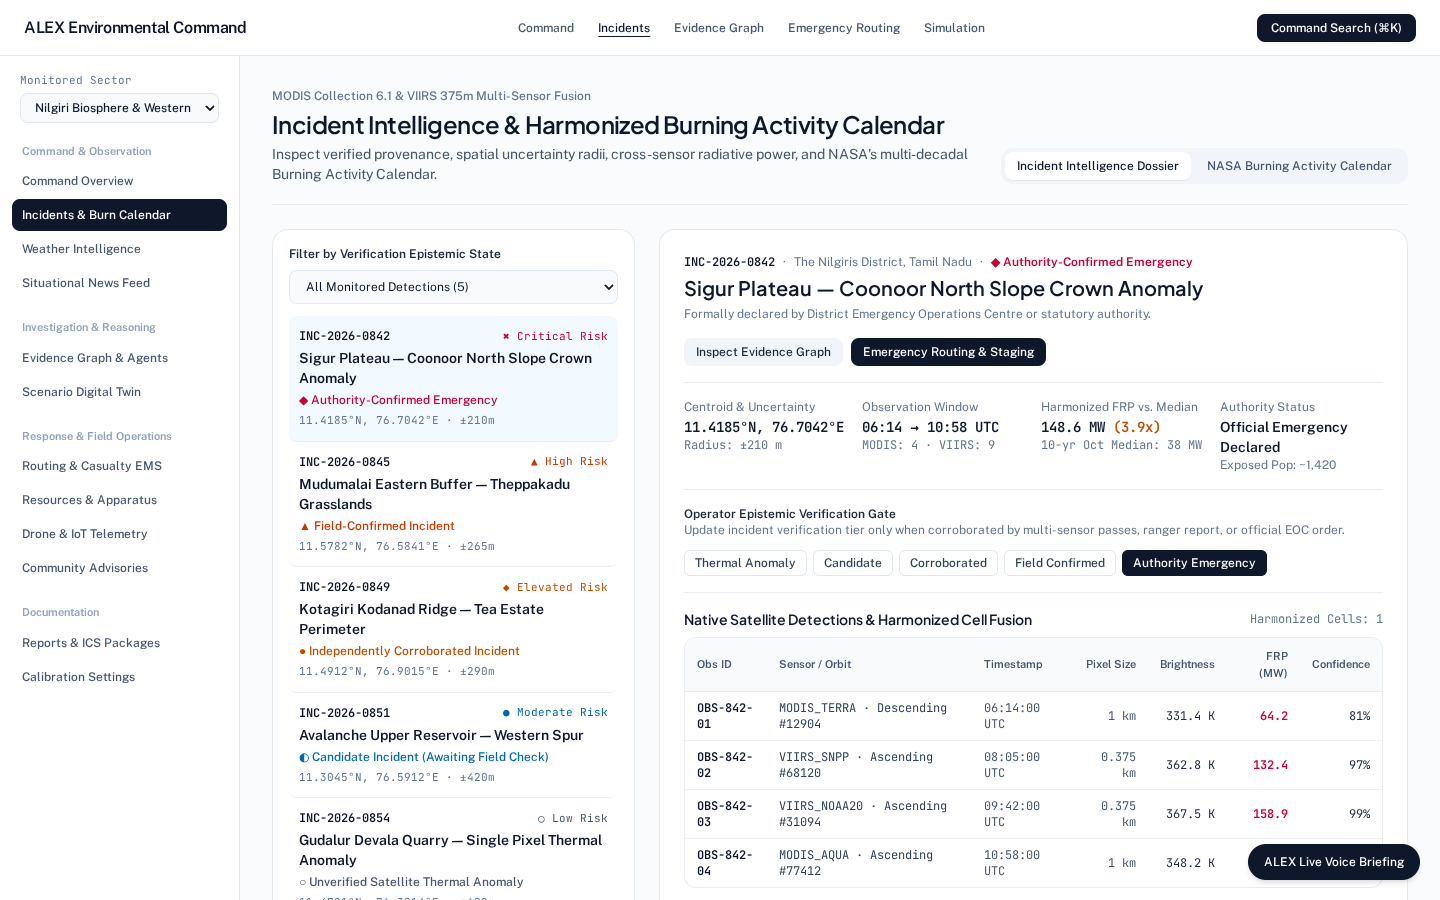 ALEX Environmental Command
Command
Incidents
Evidence Graph
Emergency Routing
Simulation
Command Search (⌘K)
Monitored Sector
Nilgiri Biosphere & Western
Command & Observation
Command Overview
Incidents & Burn Calendar
Weather Intelligence
Situational News Feed
Investigation & Reasoning
Evidence Graph & Agents
Scenario Digital Twin
Response & Field Operations
Routing & Casualty EMS
Resources & Apparatus
Drone & IoT Telemetry
Community Advisories
Documentation
Reports & ICS Packages
Calibration Settings
MODIS Collection 6.1 & VIIRS 375m Multi-Sensor Fusion
Incident Intelligence & Harmonized Burning Activity Calendar
Inspect verified provenance, spatial uncertainty radii, cross-sensor radiative power, and NASA's multi-decadal
Burning Activity Calendar.
Incident Intelligence Dossier
NASA Burning Activity Calendar
Filter by Verification Epistemic State
All Monitored Detections (5)
INC-2026-0842 ✖ Critical Risk
Sigur Plateau — Coonoor North Slope Crown
Anomaly
◆ Authority-Confirmed Emergency
11.4185°N, 76.7042°E · ±210m
INC-2026-0845 ▲ High Risk
Mudumalai Eastern Buffer — Theppakadu
Grasslands
▲ Field-Confirmed Incident
11.5782°N, 76.5841°E · ±265m
INC-2026-0849 ◆ Elevated Risk
Kotagiri Kodanad Ridge — Tea Estate
Perimeter
● Independently Corroborated Incident
11.4912°N, 76.9015°E · ±290m
INC-2026-0851 ● Moderate Risk
Avalanche Upper Reservoir — Western Spur
◐ Candidate Incident (Awaiting Field Check)
11.3045°N, 76.5912°E · ±420m
INC-2026-0854 ○ Low Risk
Gudalur Devala Quarry — Single Pixel Thermal
Anomaly
○ Unverified Satellite Thermal Anomaly
INC-2026-0842 · The Nilgiris District, Tamil Nadu · ◆ Authority-Confirmed Emergency
Sigur Plateau — Coonoor North Slope Crown Anomaly
Formally declared by District Emergency Operations Centre or statutory authority.
Inspect Evidence Graph
Emergency Routing & Staging
Centroid & Uncertainty
11.4185°N, 76.7042°E
Radius: ±210 m
Observation Window
06:14 → 10:58 UTC
MODIS: 4 · VIIRS: 9
Harmonized FRP vs. Median
148.6 MW (3.9x)
10-yr Oct Median: 38 MW
Authority Status
Official Emergency
Declared
Exposed Pop: ~1,420
Operator Epistemic Verification Gate
Update incident verification tier only when corroborated by multi-sensor passes, ranger report, or official EOC order.
Thermal Anomaly
Candidate
Corroborated
Field Confirmed
Authority Emergency
Native Satellite Detections & Harmonized Cell Fusion
Harmonized Cells: 1
Obs ID Sensor / Orbit Timestamp Pixel Size Brightness FRP (MW) Confidence
OBS-842-01 MODIS_TERRA · Descending #12904 06:14:00 UTC 1 km 331.4 K 64.2 81%
OBS-842-02 VIIRS_SNPP · Ascending #68120 08:05:00 UTC 0.375 km 362.8 K 132.4 97%
OBS-842-03 VIIRS_NOAA20 · Ascending #31094 09:42:00 UTC 0.375 km 367.5 K 158.9 99%
OBS-842-04 MODIS_AQUA · Ascending #77412 10:58:00 UTC 1 km 348.2 K
ALEX Live Voice Briefing